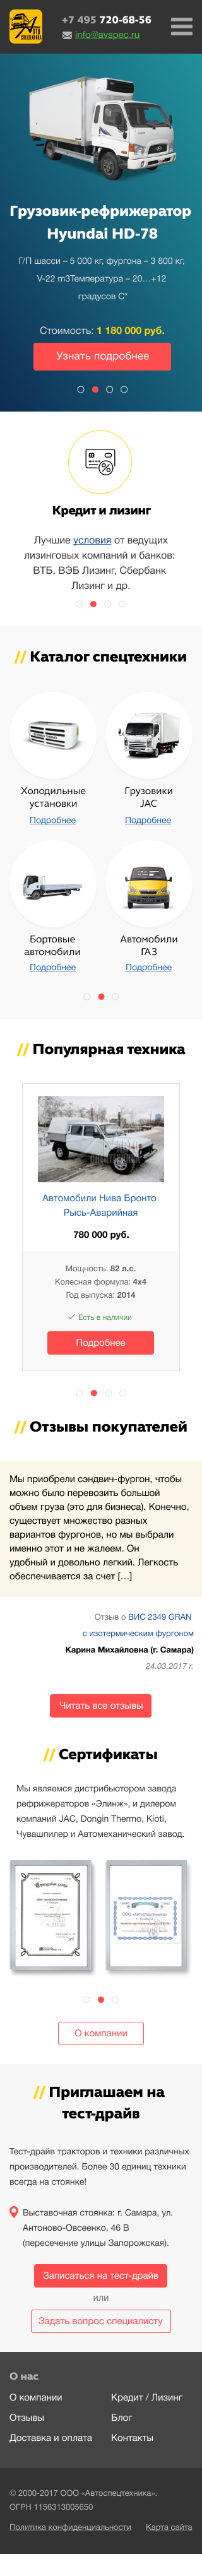 +7 495 720-68-56
info@avspec.ru
Грузовик-рефрижератор
Hyundai HD-78
Г/П шасси – 5 000 кг, фургона – 3 800 кг,
V-22 m3Температура – 20…+12
градусов С°
Стоимость: 1 180 000 руб.
Узнать подробнее
Кредит и лизинг
Лучшие условия от ведущих
лизинговых компаний и банков:
ВТБ, ВЭБ Лизинг, Сбербанк
Лизинг и др.
// Каталог спецтехники
Холодильные
установки
Подробнее
Грузовики
JAC
Подробнее
Бортовые
автомобили
Подробнее
Автомобили
ГАЗ
Подробнее
// Популярная техника
Автомобили Нива Бронто
Рысь-Аварийная
780 000 руб.
Мощность: 82 л.с.
Колесная формула: 4x4
Год выпуска: 2014
Есть в наличии
Подробнее
// Отзывы покупателей
Мы приобрели сэндвич-фургон, чтобы
можно было перевозить большой
объем груза (это для бизнеса). Конечно,
существует множество разных
вариантов фургонов, но мы выбрали
именно этот и не жалеем. Он
удобный и довольно легкий. Легкость
обеспечивается за счет […]
Отзыв о ВИС 2349 GRAN
с изотермическим фургоном
Карина Михайловна (г. Самара)
24.03.2017 г.
Читать все отзывы
// Сертификаты
Мы являемся дистрибьютором завода
рефрижераторов «Элинж», и дилером
компаний JAC, Dongin Thermo, Kioti,
Чувашпилер и Автомеханический завод.
О компании
// Приглашаем на
тест-драйв
Тест-драйв тракторов и техники различных
производителей. Более 30 единиц техники
всегда на стоянке!
Выставочная стоянка: г. Самара, ул.
Антоново-Овсеенко, 46 В
(пересечение улицы Запорожская).
Записаться на тест-драйв
или
Задать вопрос специалисту
О нас
О компании
Кредит / Лизинг
Отзывы
Блог
Доставка и оплата
Контакты
© 2000-2017 ООО «Автоспецтехника».
ОГРН 1156313005650
Политика конфиденциальности
Карта сайта